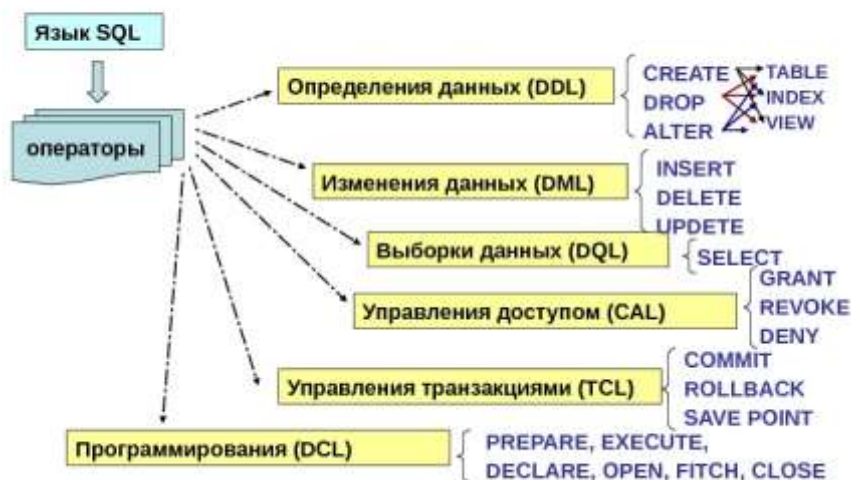 Язык SQL
операторы
Определения данных (DDL)
CREATE
DROP
ALTER
TABLE
INDEX
VIEW
Изменения данных (DML)
INSERT
DELETE
UPDETE
Выборки данных (DQL)
SELECT
Управления доступом (CAL)
GRANT
REVOKE
DENY
Управления транзакциями (TCL)
COMMIT
ROLLBACK
SAVE POINT
Программирования (DCL)
PREPARE, EXECUTE,
DECLARE, OPEN, FITCH, CLOSE